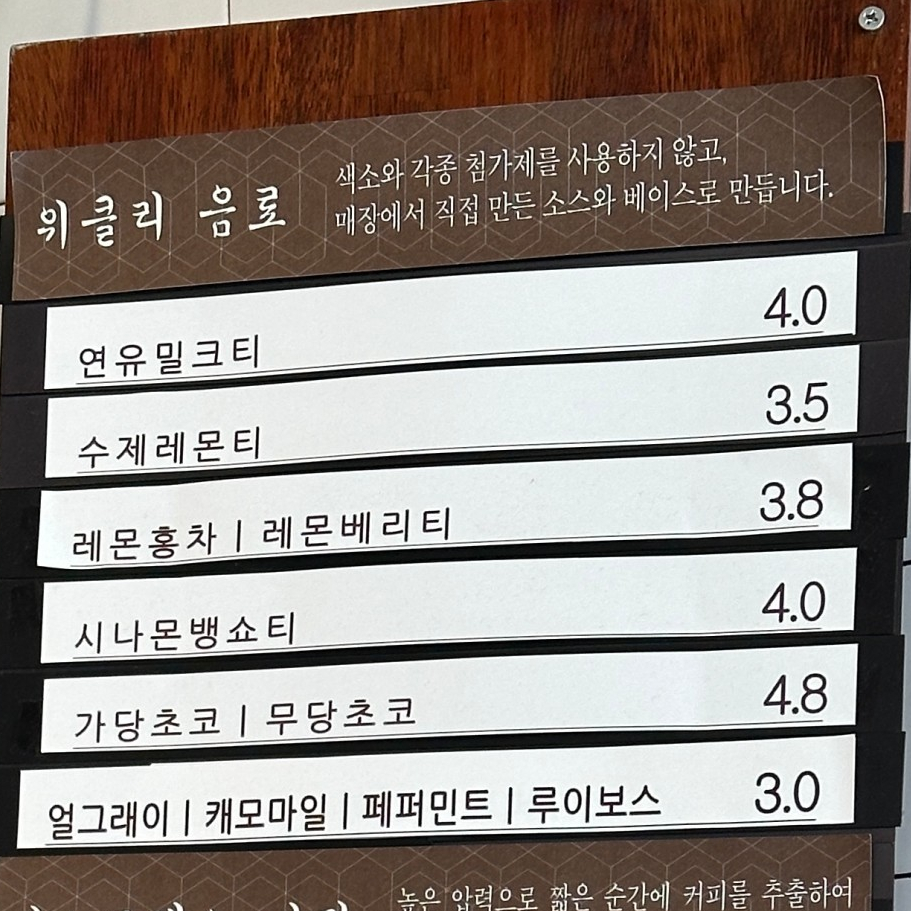 위클리 음료
색소와 각종 첨가제를 사용하지 않고,
매장에서 직접 만든 소스와 베이스로 만듭니다.
연유밀크티 4.0
수제레몬티 3.5
레몬홍차 | 레몬베리티 3.8
시나몬뱅쇼티 4.0
가당초코 | 무당초코 4.8
얼그래이 | 캐모마일 | 페퍼민트 | 루이보스 3.0
높은 압력으로 짧은 순간에 커피를 추출하여